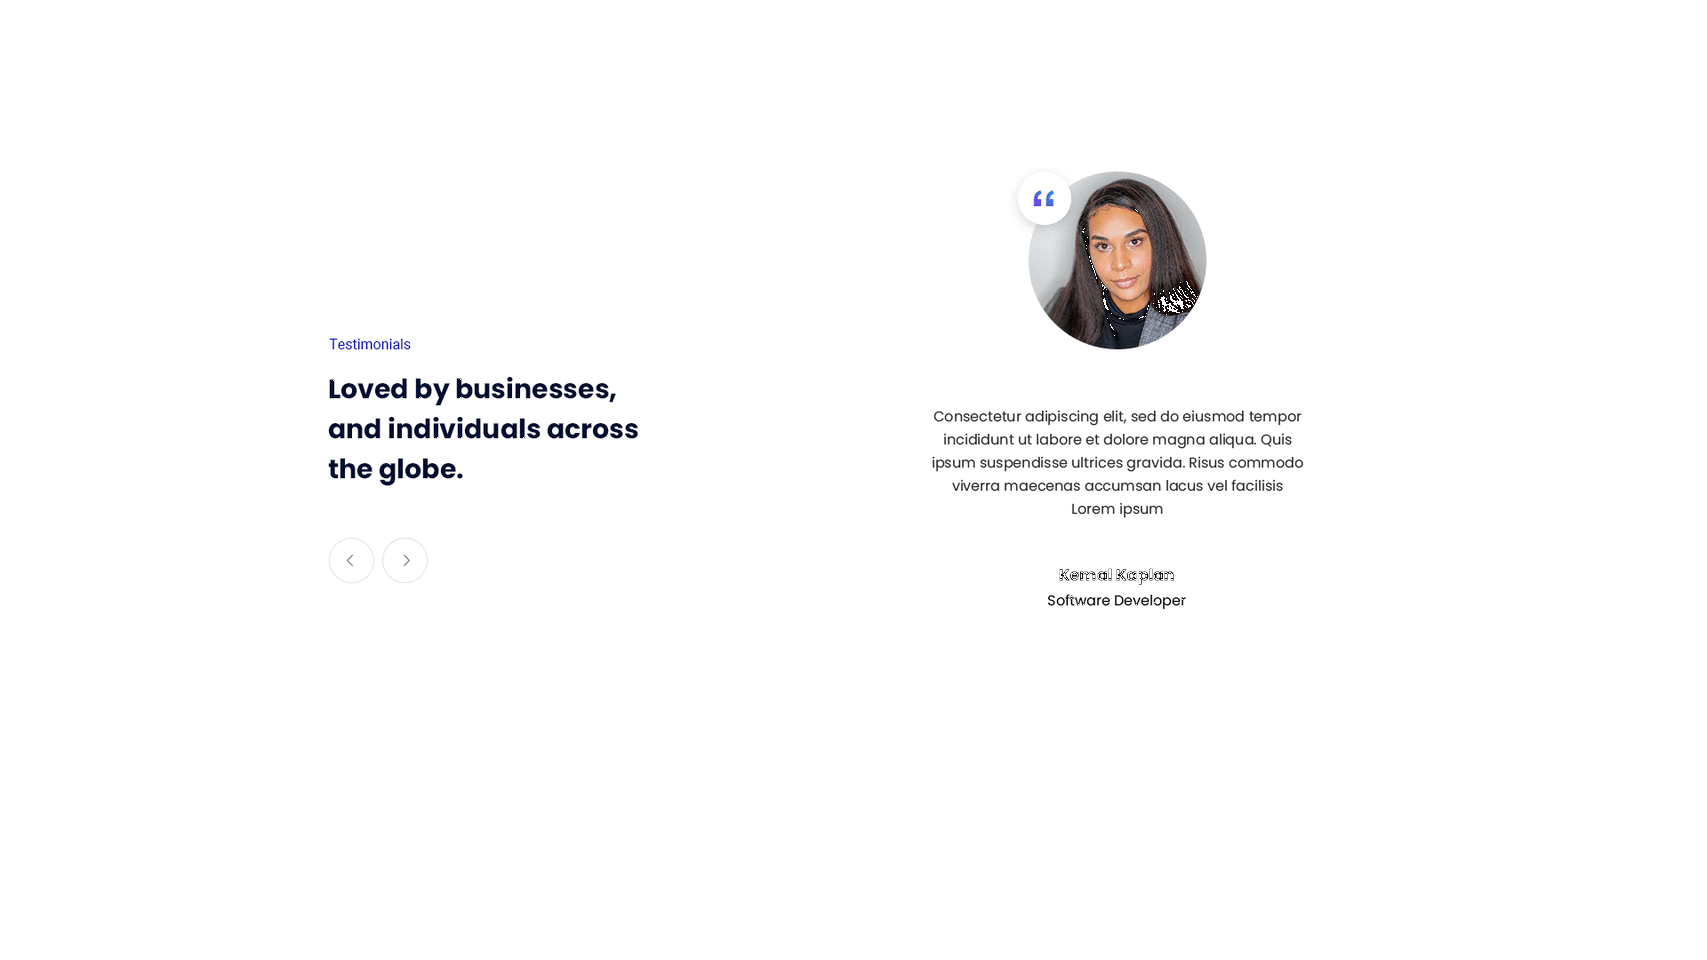 Testimonials
Loved by businesses,
and individuals across
the globe.
Consectetur adipiscing elit, sed do eiusmod tempor
incididunt ut labore et dolore magna aliqua. Quis
ipsum suspendisse ultrices gravida. Risus commodo
viverra maecenas accumsan lacus vel facilisis
Lorem ipsum
Kemal Kaplan
Software Developer